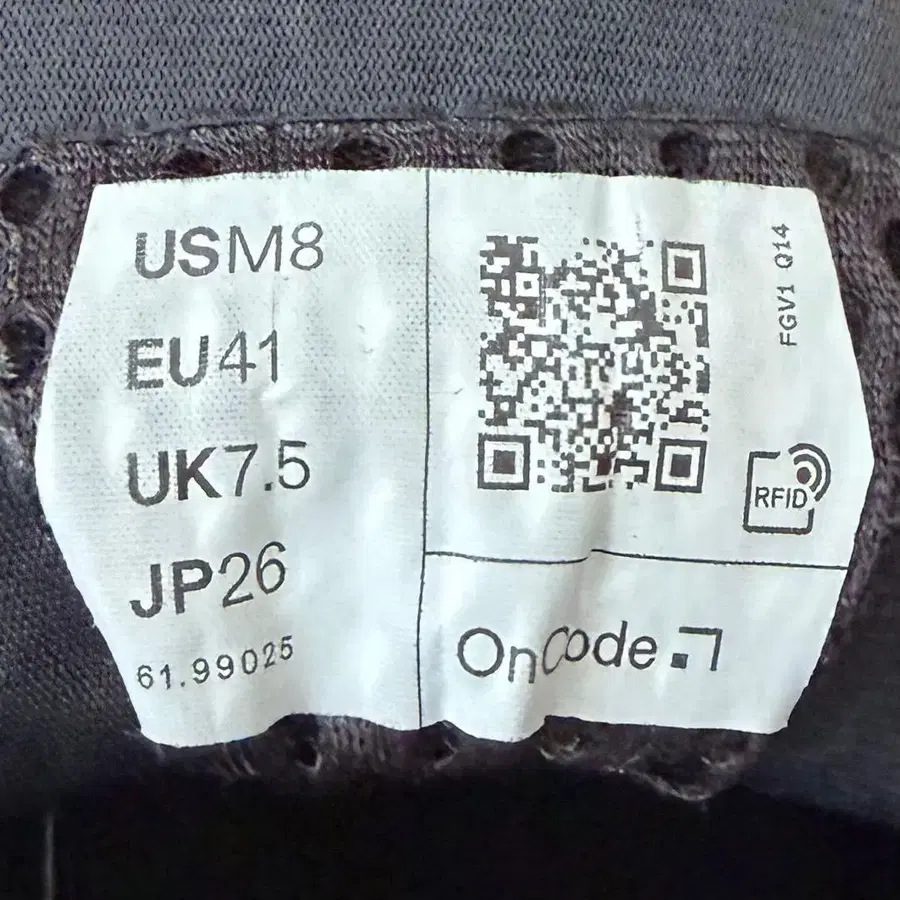 USM8
EU41
UK7.5
JP26
61.99025
FGV1 Q14
RFID
OnCode